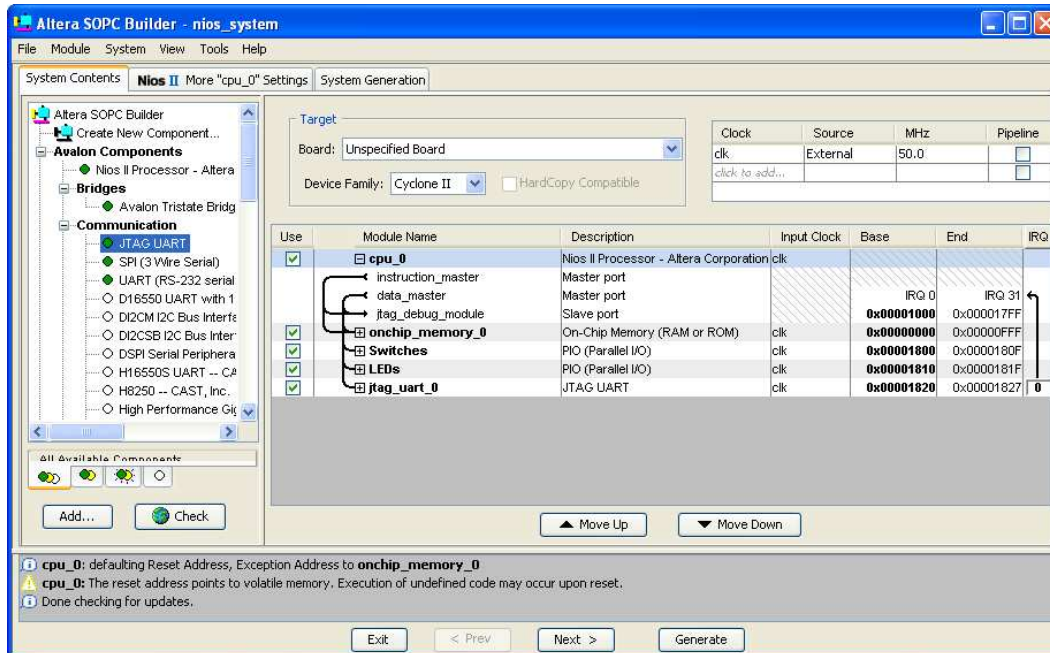 Altera SOPC Builder - nios_system
File Module System View Tools Help
System Contents Nios II More "cpu_0" Settings System Generation
Altera SOPC Builder
Create New Component...
Avalon Components
Nios II Processor - Altera
Bridges
Avalon Tristate Bridg
Communication
JTAG UART
SPI (3 Wire Serial)
UART (RS-232 serial
D16550 UART with 1
DI2CM I2C Bus Interfa
DI2CSB I2C Bus Inter
DSPI Serial Periphera
H16550S UART -- CA
H8250 -- CAST, Inc.
High Performance Gig
All Available Components
Add... Check
Target
Board: Unspecified Board
Device Family: Cyclone II HardCopy Compatible
Clock Source MHz Pipeline
clk External 50.0
click to add...
Use Module Name Description Input Clock Base End IRQ
cpu_0 Nios II Processor - Altera Corporation clk
instruction_master Master port
data_master Master port IRQ 0 IRQ 31
jtag_debug_module Slave port 0x00001000 0x000017FF
onchip_memory_0 On-Chip Memory (RAM or ROM) clk 0x00000000 0x00000FFF
Switches PIO (Parallel I/O) clk 0x00001800 0x0000180F
LEDs PIO (Parallel I/O) clk 0x00001810 0x0000181F
jtag_uart_0 JTAG UART clk 0x00001820 0x00001827 0
Move Up Move Down
cpu_0: defaulting Reset Address, Exception Address to onchip_memory_0
cpu_0: The reset address points to volatile memory. Execution of undefined code may occur upon reset.
Done checking for updates.
Exit < Prev Next > Generate